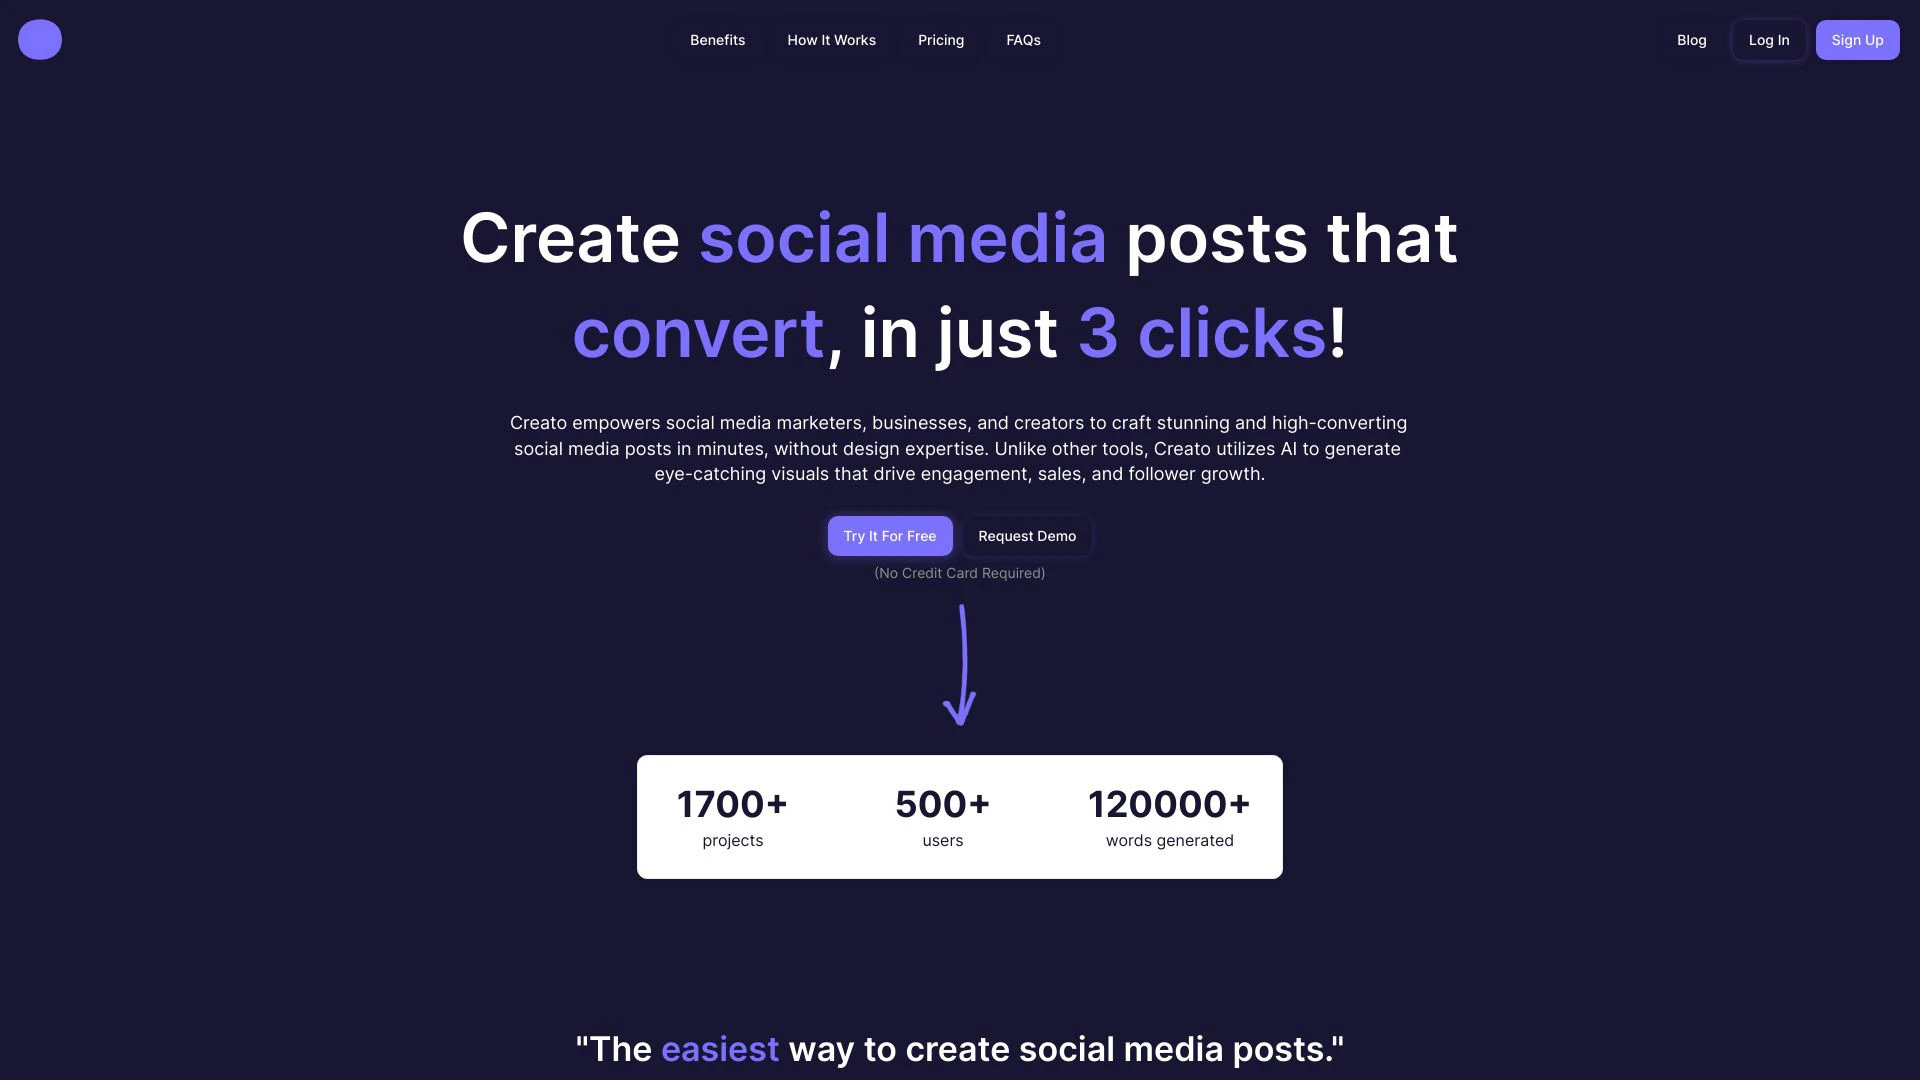 Benefits How It Works Pricing FAQs Blog Log In Sign Up
Create social media posts that
convert, in just 3 clicks!
Creato empowers social media marketers, businesses, and creators to craft stunning and high-converting
social media posts in minutes, without design expertise. Unlike other tools, Creato utilizes AI to generate
eye-catching visuals that drive engagement, sales, and follower growth.
Try It For Free Request Demo
(No Credit Card Required)
1700+ 500+ 120000+
projects users words generated
"The easiest way to create social media posts."